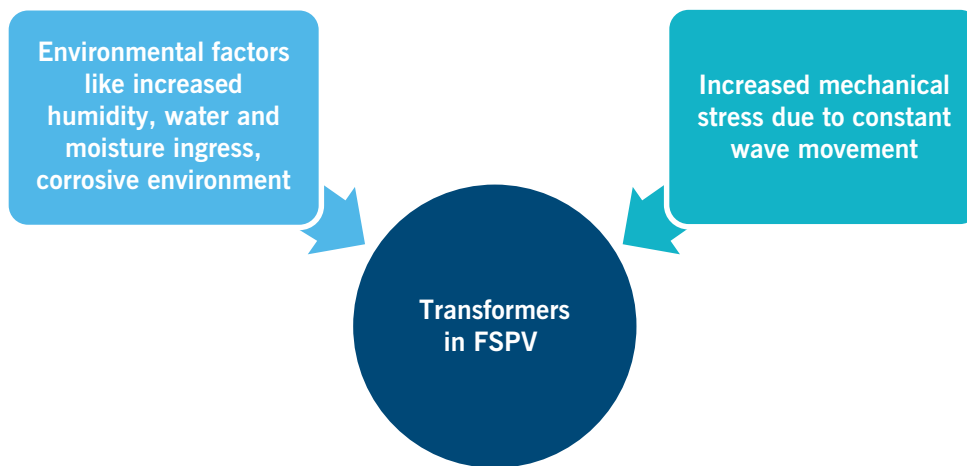 Environmental factors
like increased
humidity, water and
moisture ingress,
corrosive environment
Increased mechanical
stress due to constant
wave movement
Transformers
in FSPV